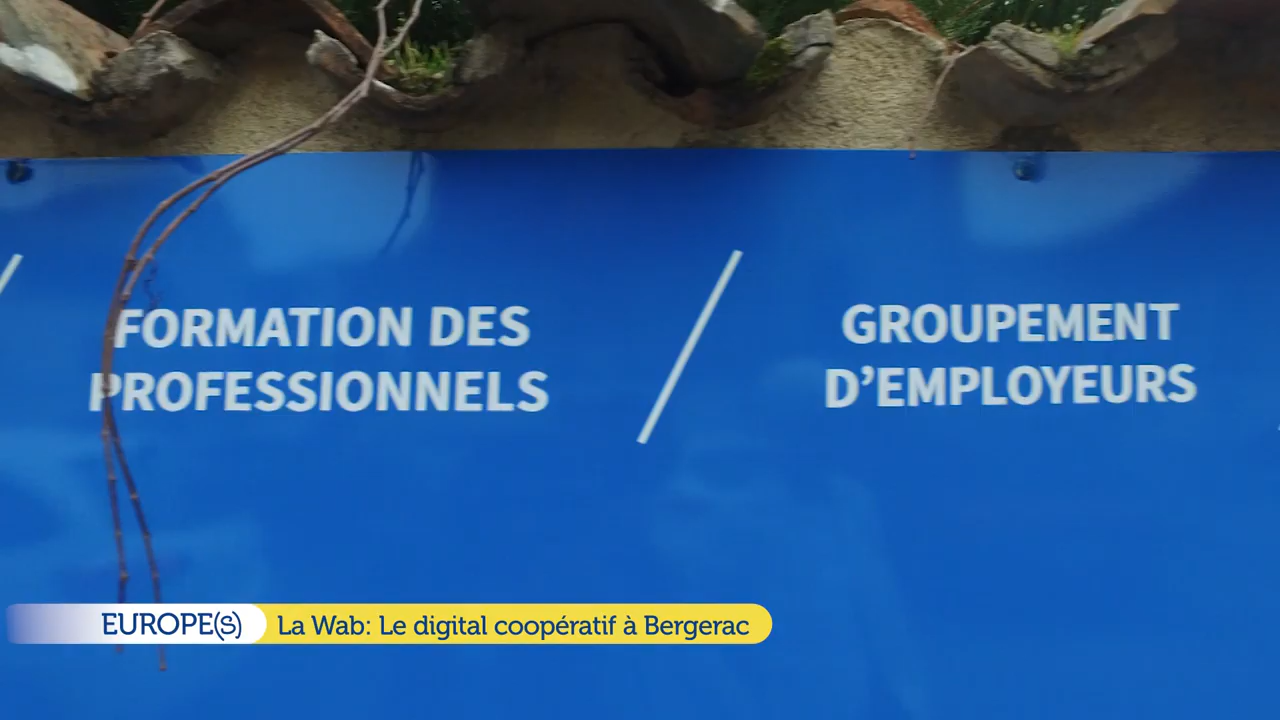 FORMATION DES
PROFESSIONNELS
/
GROUPEMENT
D’EMPLOYEURS
EUROPE(S) La Wab: Le digital coopératif à Bergerac